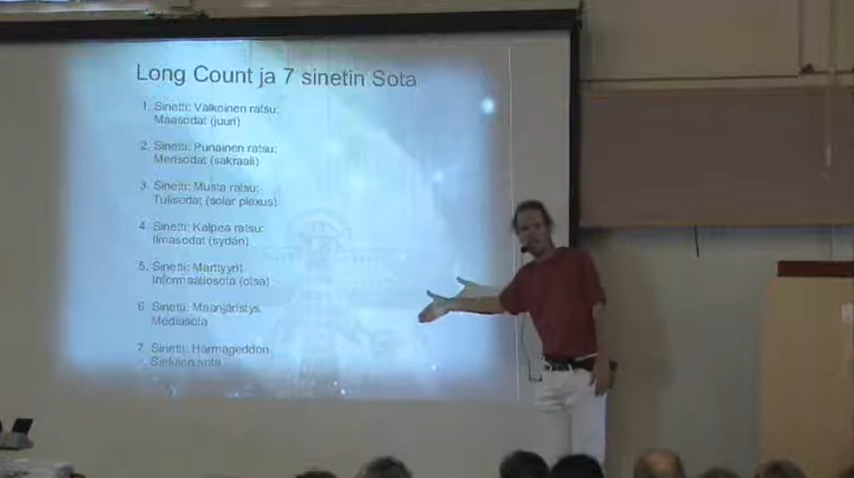 Long Count ja 7 sinetin Sota
1. Sinetti: Valkoinen ratsu:
Maasodat (juuri)
2. Sinetti: Punainen ratsu:
Merisodat (sakraali)
3. Sinetti: Musta ratsu:
Tulisodat (solar plexus)
4. Sinetti: Kalpea ratsu:
Ilmasodat (sydän)
5. Sinetti: Marttyyrit
Informaatiosota (otsa)
6. Sinetti: Maanjäristys,
Mediasota
7. Sinetti: Harmageddon
Sielujen sota